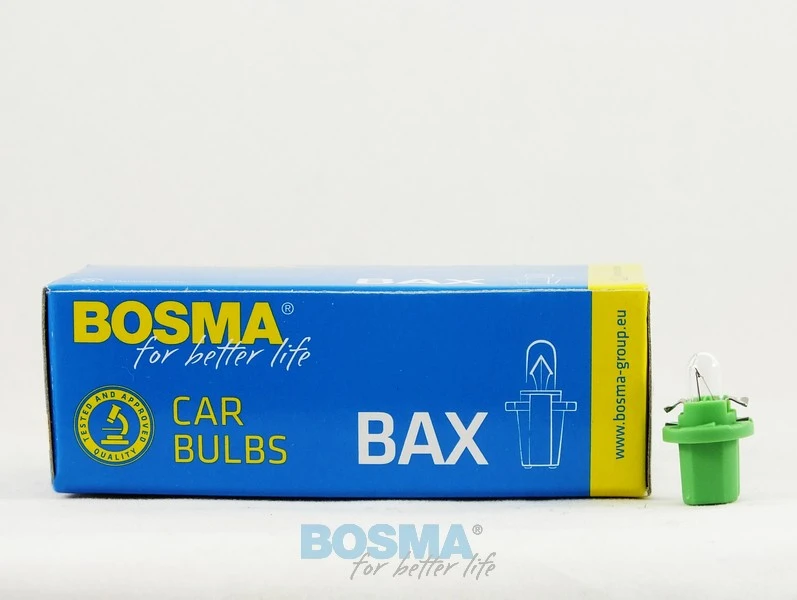 BAX
BOSMA®
for better life
TESTED AND APPROVED
QUALITY
CAR
BULBS
BAX
www.bosma-group.eu
BOSMA®
for better life